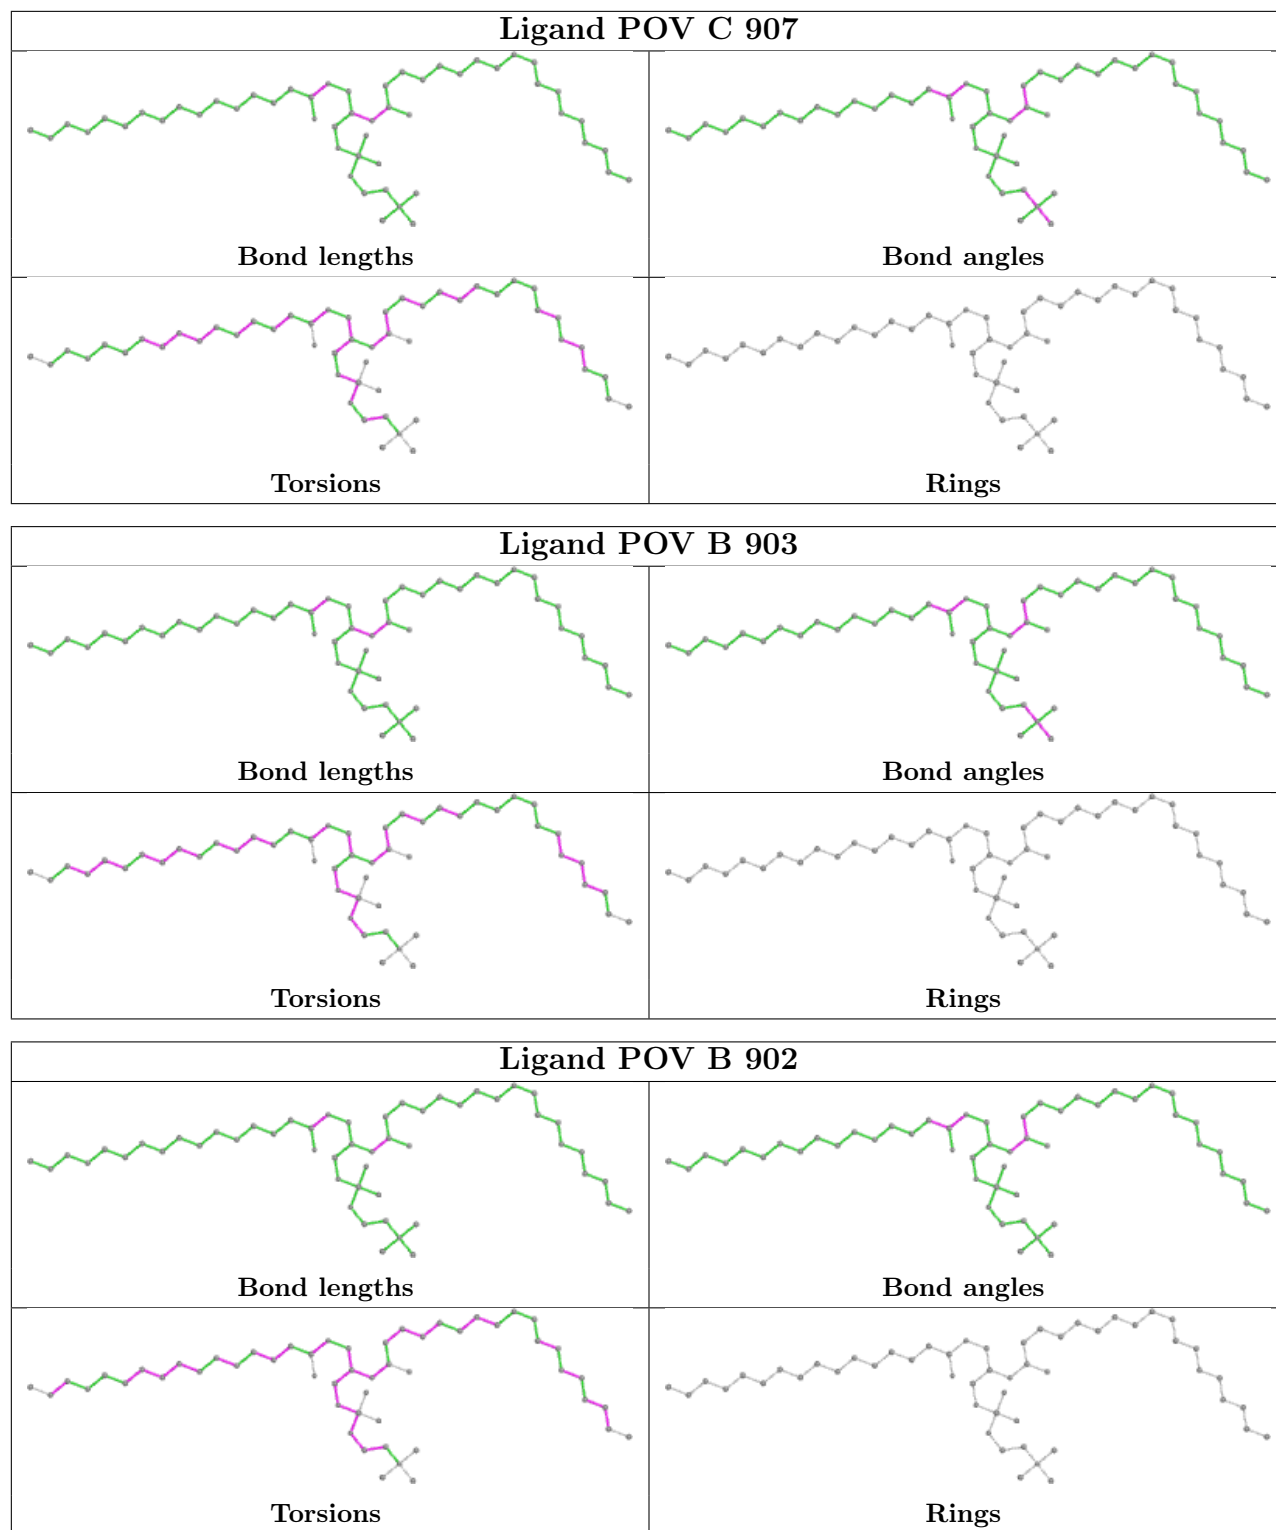 Ligand POV C 907
Bond lengths
Bond angles
Torsions
Rings
Ligand POV B 903
Bond lengths
Bond angles
Torsions
Rings
Ligand POV B 902
Bond lengths
Bond angles
Torsions
Rings